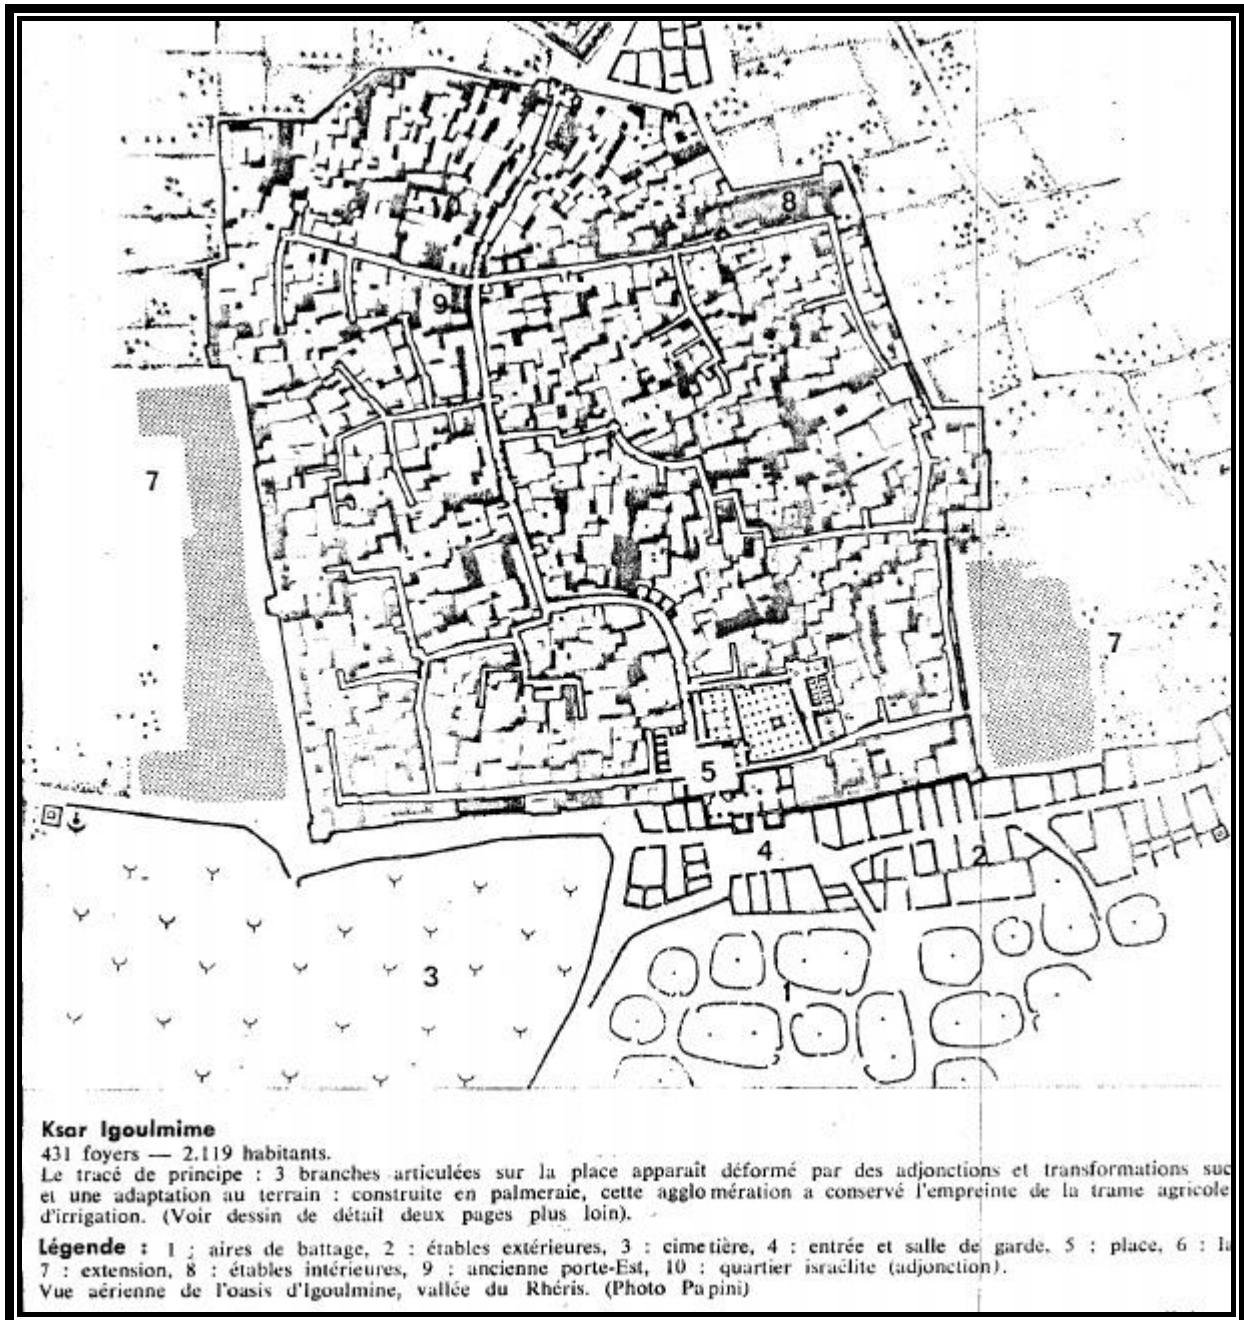 10
8
9
7
7
5
4
2
3
1
Ksar Igoulmime
431 foyers — 2.119 habitants.
Le tracé de principe : 3 branches articulées sur la place apparaît déformé par des adjonctions et transformations suc
et une adaptation au terrain : construite en palmeraie, cette agglomération a conservé l'empreinte de la trame agricole
d'irrigation. (Voir dessin de détail deux pages plus loin).
Légende : 1 : aires de battage, 2 : étables extérieures, 3 : cimetière, 4 : entrée et salle de garde, 5 : place, 6 : la
7 : extension, 8 : étables intérieures, 9 : ancienne porte-Est, 10 : quartier israélite (adjonction).
Vue aérienne de l'oasis d'Igoulmine, vallée du Rhéris. (Photo Papini)